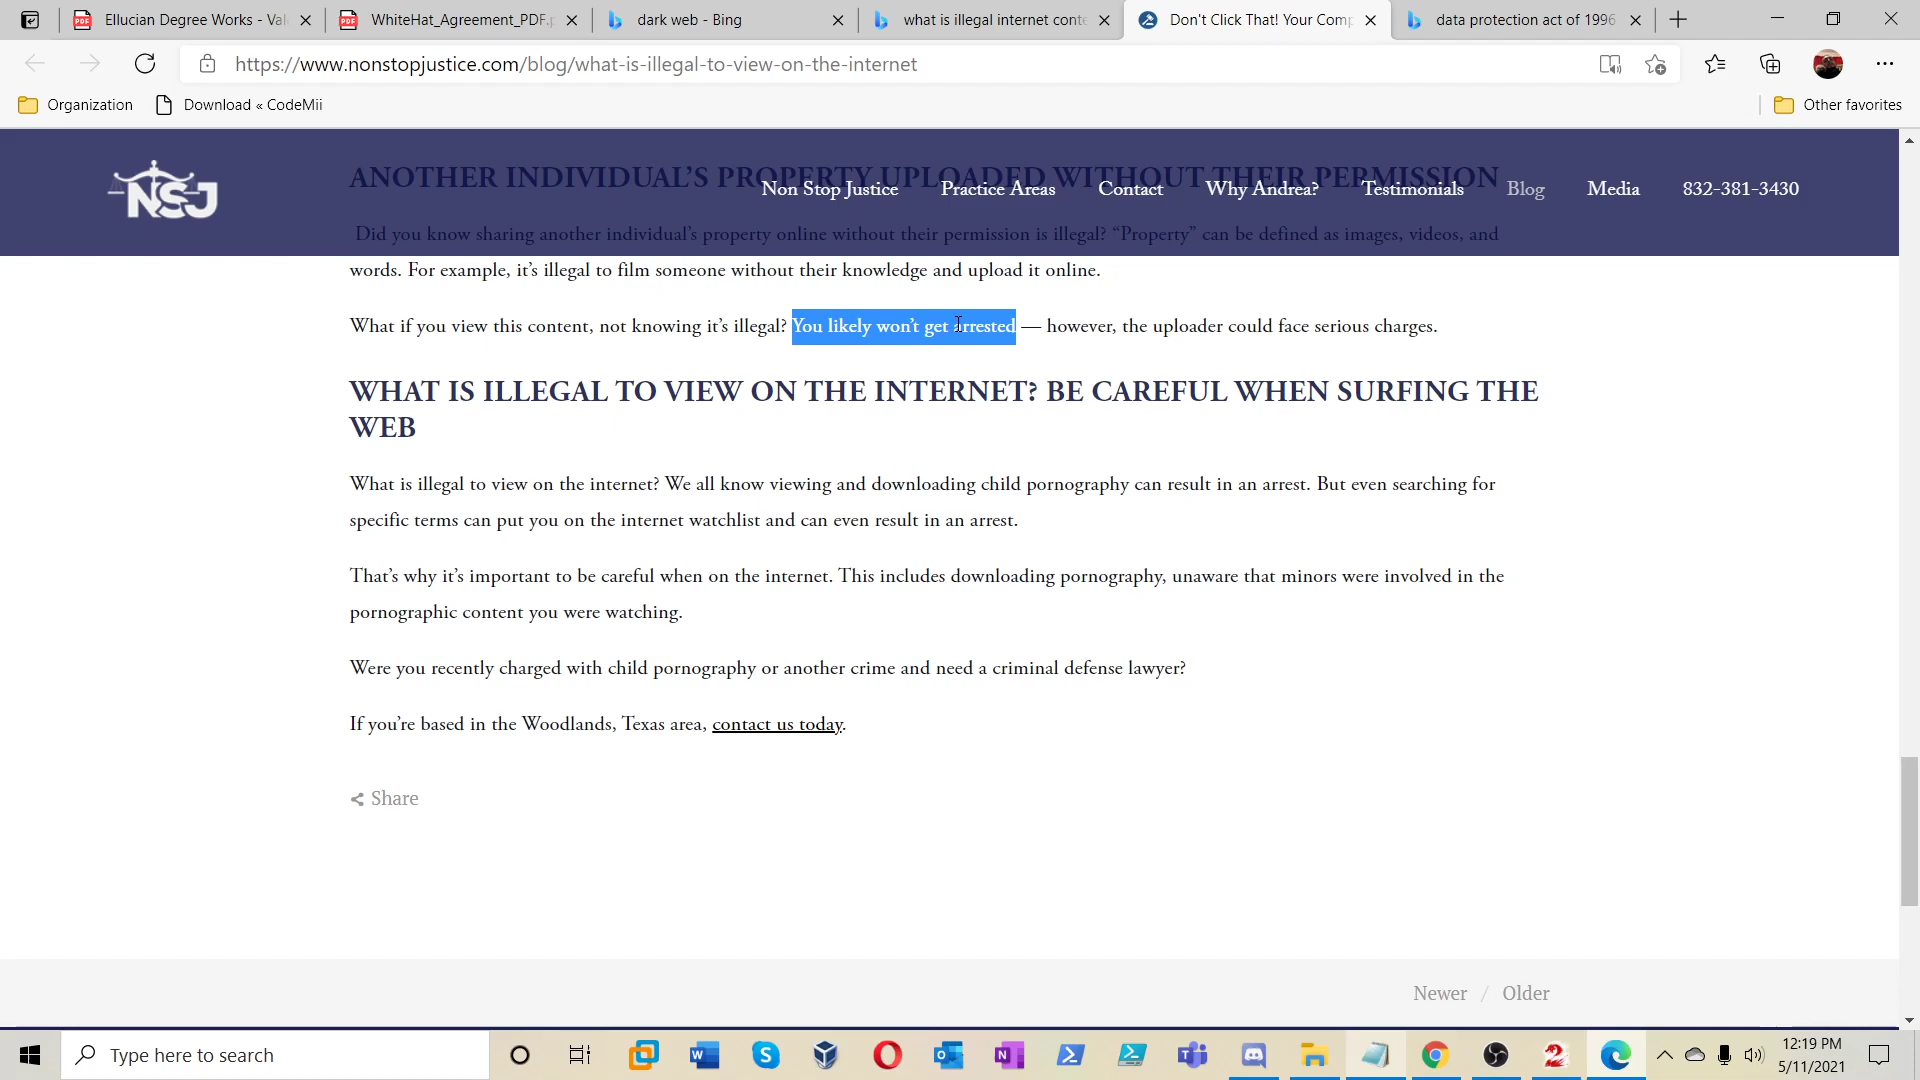 Ellucian Degree Works - Val
WhiteHat_Agreement_PDF.p
dark web - Bing
what is illegal internet conte
Don't Click That! Your Comp
data protection act of 1996
https://www.nonstopjustice.com/blog/what-is-illegal-to-view-on-the-internet
Organization
Download « CodeMii
Other favorites
NSJ
Non Stop Justice
Practice Areas
Contact
Why Andrea?
Testimonials
Blog
Media
832-381-3430
ANOTHER INDIVIDUAL’S PROPERTY UPLOADED WITHOUT THEIR PERMISSION
Did you know sharing another individual’s property online without their permission is illegal? “Property” can be defined as images, videos, and
words. For example, it’s illegal to film someone without their knowledge and upload it online.
What if you view this content, not knowing it’s illegal? You likely won’t get arrested — however, the uploader could face serious charges.
WHAT IS ILLEGAL TO VIEW ON THE INTERNET? BE CAREFUL WHEN SURFING THE
WEB
What is illegal to view on the internet? We all know viewing and downloading child pornography can result in an arrest. But even searching for
specific terms can put you on the internet watchlist and can even result in an arrest.
That’s why it’s important to be careful when on the internet. This includes downloading pornography, unaware that minors were involved in the
pornographic content you were watching.
Were you recently charged with child pornography or another crime and need a criminal defense lawyer?
If you’re based in the Woodlands, Texas area, contact us today.
Share
Newer / Older
Type here to search
12:19 PM
5/11/2021